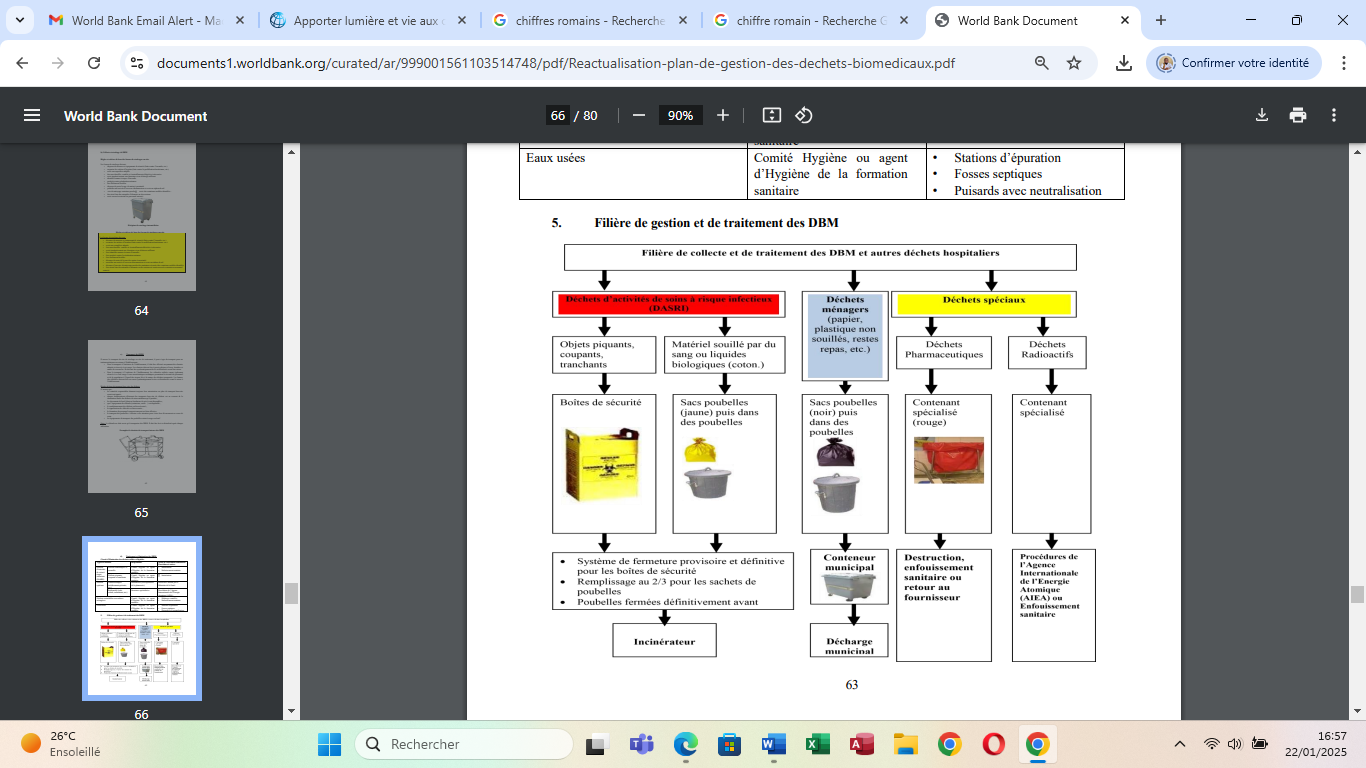 World Bank Email Alert - Ma
Apporter lumière et vie aux c
chiffres romains - Recherche
chiffre romain - Recherche G
World Bank Document
documents1.worldbank.org/curated/ar/999001561103514748/pdf/Reactualisation-plan-de-gestion-des-dechets-biomedicaux.pdf
Confirmer votre identité
World Bank Document
66 / 80
90%
64
65
66
Eaux usées
Comité Hygiène ou agent
d'Hygiène de la formation
sanitaire
• Stations d'épuration
• Fosses septiques
• Puisards avec neutralisation
5. Filière de gestion et de traitement des DBM
Filière de collecte et de traitement des DBM et autres déchets hospitaliers
Déchets d'activités de soins à risque infectieux
(DASRI)
Déchets
ménagers
(papier,
plastique non
souillés, restes
repas, etc.)
Déchets spéciaux
Objets piquants,
coupants,
tranchants
Matériel souillé par du
sang ou liquides
biologiques (coton.)
Déchets
Pharmaceutiques
Déchets
Radioactifs
Boîtes de sécurité
Sacs poubelles
(jaune) puis dans
des poubelles
Sacs poubelles
(noir) puis
dans des
poubelles
Contenant
spécialisé
(rouge)
Contenant
spécialisé
• Système de fermeture provisoire et définitive
pour les boîtes de sécurité
• Remplissage au 2/3 pour les sachets de
poubelles
• Poubelles fermées définitivement avant
Conteneur
municipal
Destruction,
enfouissement
sanitaire ou
retour au
fournisseur
Procédures de
l'Agence
Internationale
de l'Energie
Atomique
(AIEA) ou
Enfouissement
sanitaire
Incinérateur
Décharge
municipal
63
26°C
Ensoleillé
Rechercher
16:57
22/01/2025